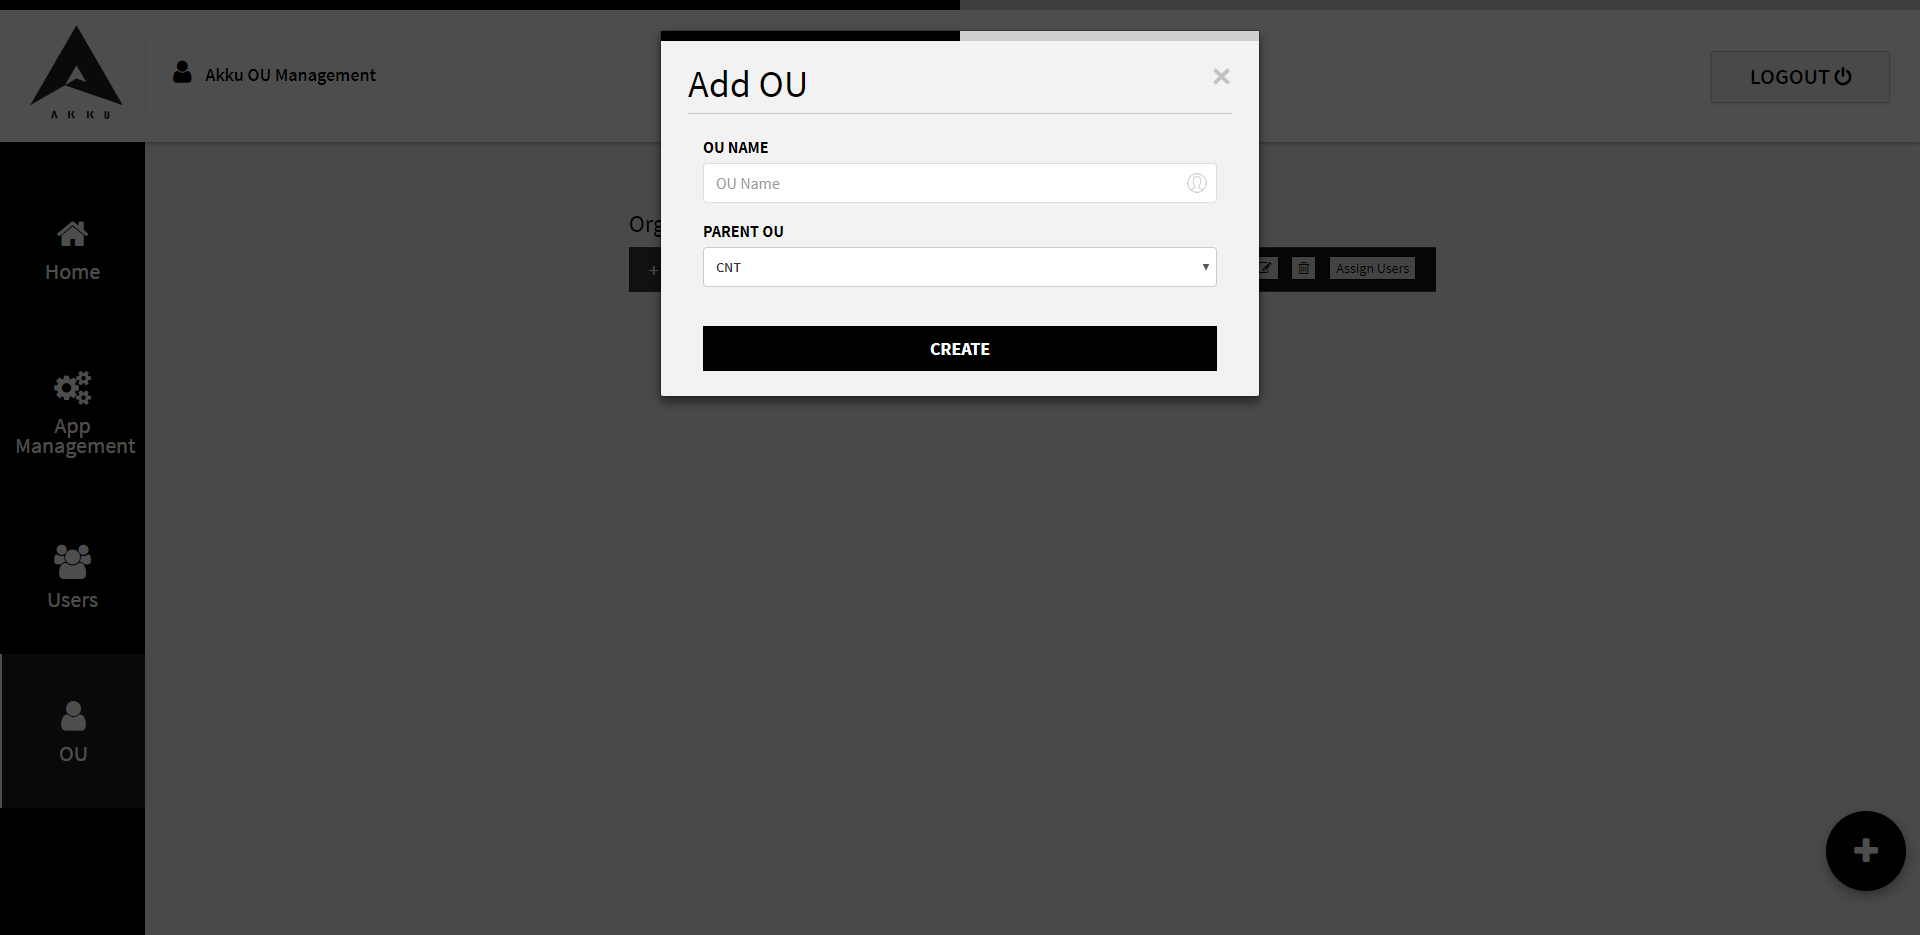 AKKU
Akku OU Management
LOGOUT
Add OU
×
OU NAME
OU Name
PARENT OU
CNT
CREATE
+
Assign Users
Home
App
Management
Users
OU